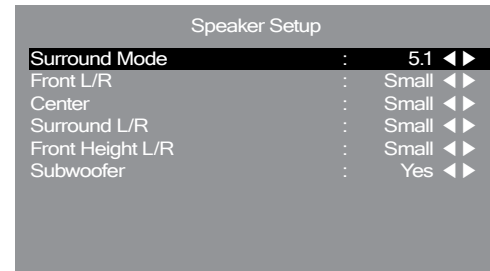 Speaker Setup
Surround Mode : 5.1 ◀ ▶
Front L/R : Small ◀ ▶
Center : Small ◀ ▶
Surround L/R : Small ◀ ▶
Front Height L/R : Small ◀ ▶
Subwoofer : Yes ◀ ▶